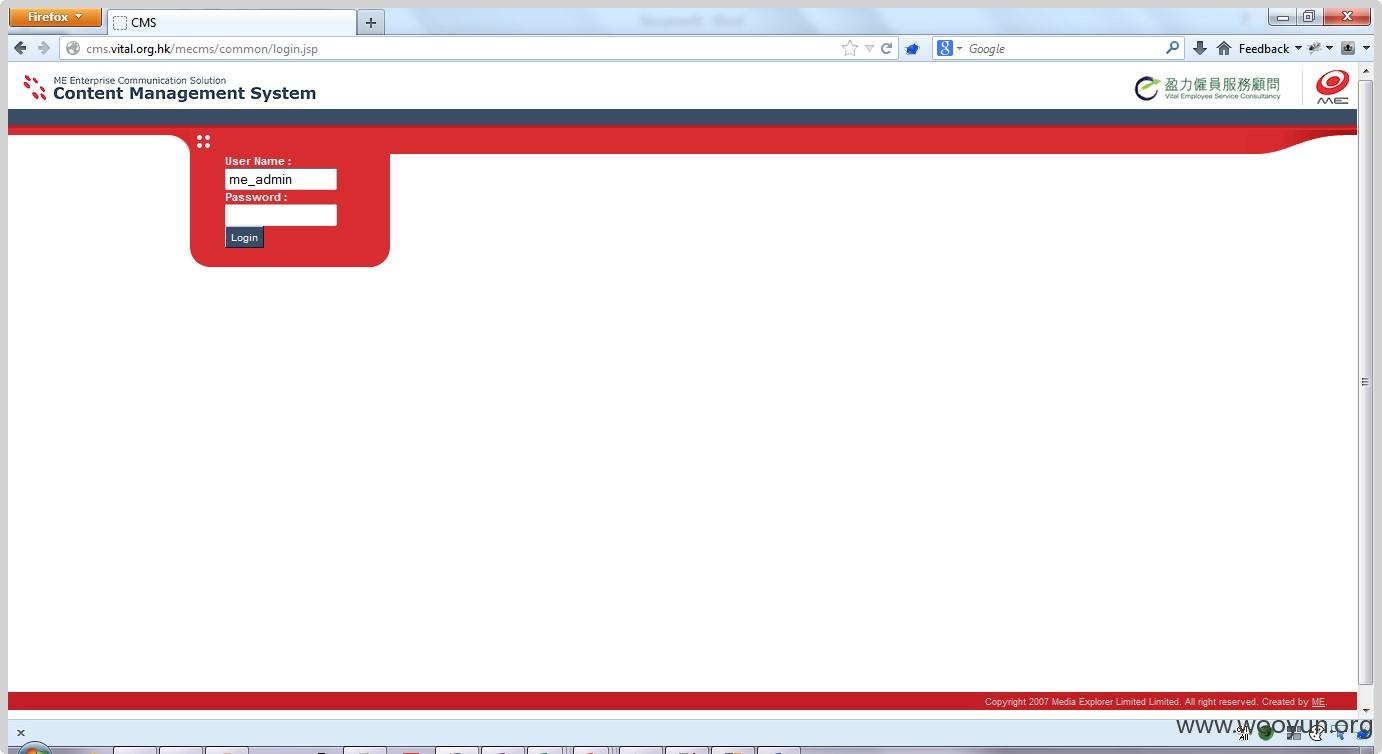 Firefox
CMS
cms.vital.org.hk/mecms/common/login.jsp
Google
Feedback
ME Enterprise Communication Solution
Content Management System
盈力僱員服務顧問
Vital Employee Service Consultancy
ME
User Name :
me_admin
Password :
Login
Copyright 2007 Media Explorer Limited Limited. All right reserved. Created by ME.
www.wooyun.org